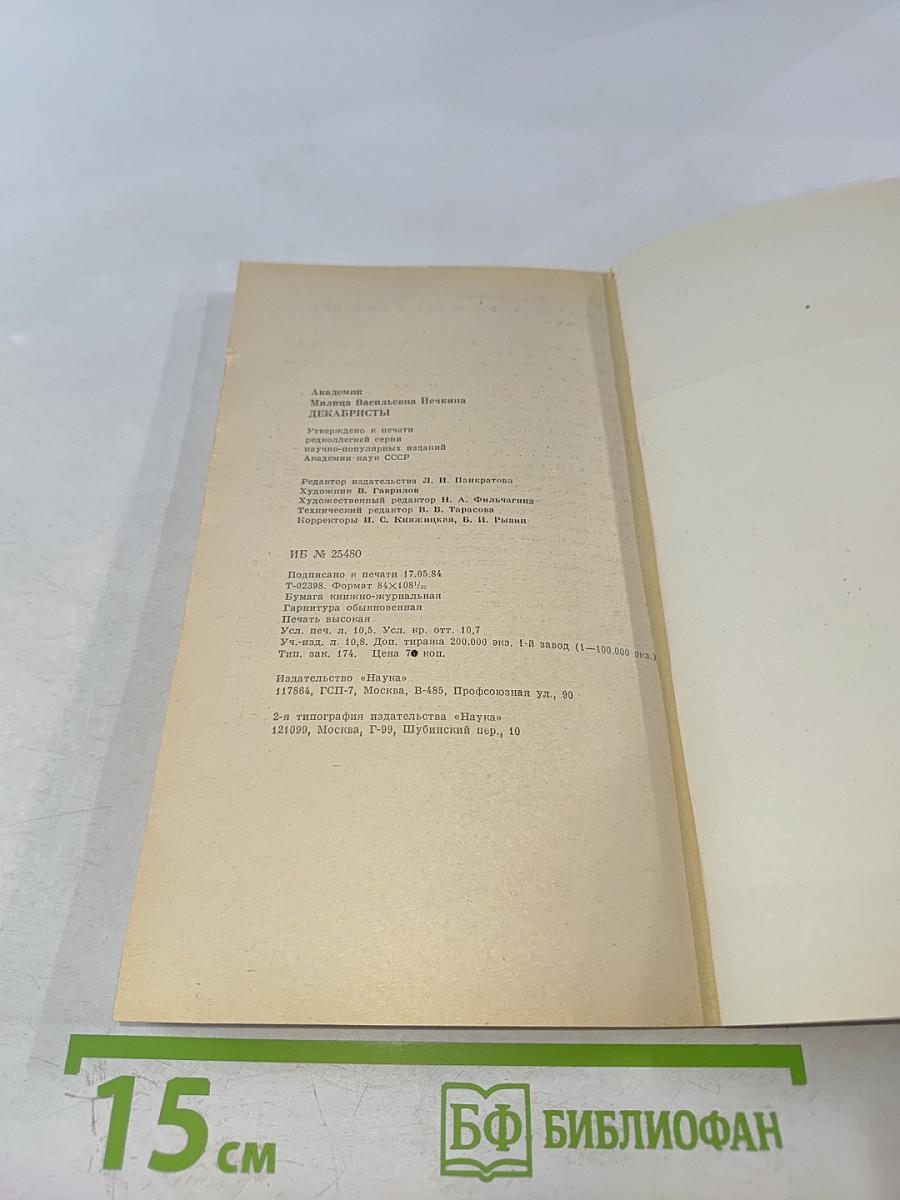 Академик
Милица Васильевна Нечкина
ДЕКАБРИСТЫ
Утверждено к печати
редколлегией серии
научно-популярных изданий
Академии наук СССР
Редактор издательства Л. И. Панкратова
Художник В. Гаврилов
Художественный редактор Н. А. Фильчагина
Технический редактор В. В. Тарасова
Корректоры И. С. Княжицкая, Б. И. Рывин
ИБ № 25480
Подписано к печати 17.05.84
Т-02398. Формат 84×108¹/₃₂
Бумага книжно-журнальная
Гарнитура обыкновенная
Печать высокая
Усл. печ. л. 10,5. Усл. кр. отт. 10,7
Уч.-изд. л. 10,8. Доп. тиража 200.000 экз. 1-й завод (1—100.000 экз.)
Тип. зак. 174. Цена 70 коп.
Издательство «Наука»
117864, ГСП-7, Москва, В-485, Профсоюзная ул., 90
2-я типография издательства «Наука»
121099, Москва, Г-99, Шубинский пер., 10
15 см
БФ БИБЛИОФАН